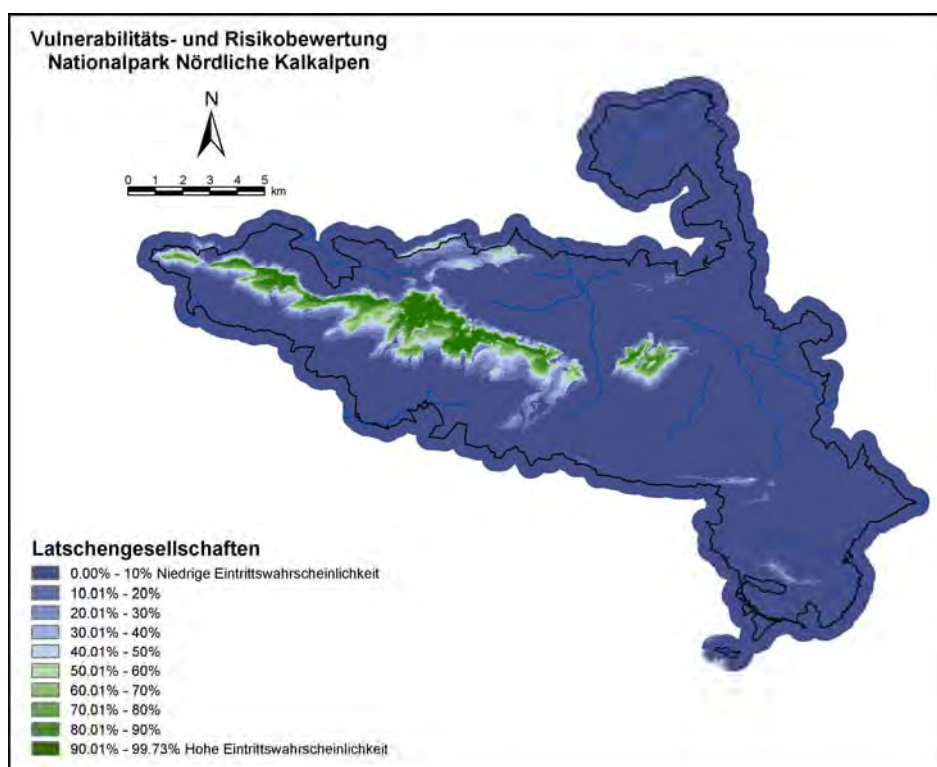 Vulnerabilitäts- und Risikobewertung
Nationalpark Nördliche Kalkalpen
N
0 1 2 3 4 5
km
Latschengesellschaften
0.00% - 10% Niedrige Eintrittswahrscheinlichkeit
10.01% - 20%
20.01% - 30%
30.01% - 40%
40.01% - 50%
50.01% - 60%
60.01% - 70%
70.01% - 80%
80.01% - 90%
90.01% - 99.73% Hohe Eintrittswahrscheinlichkeit